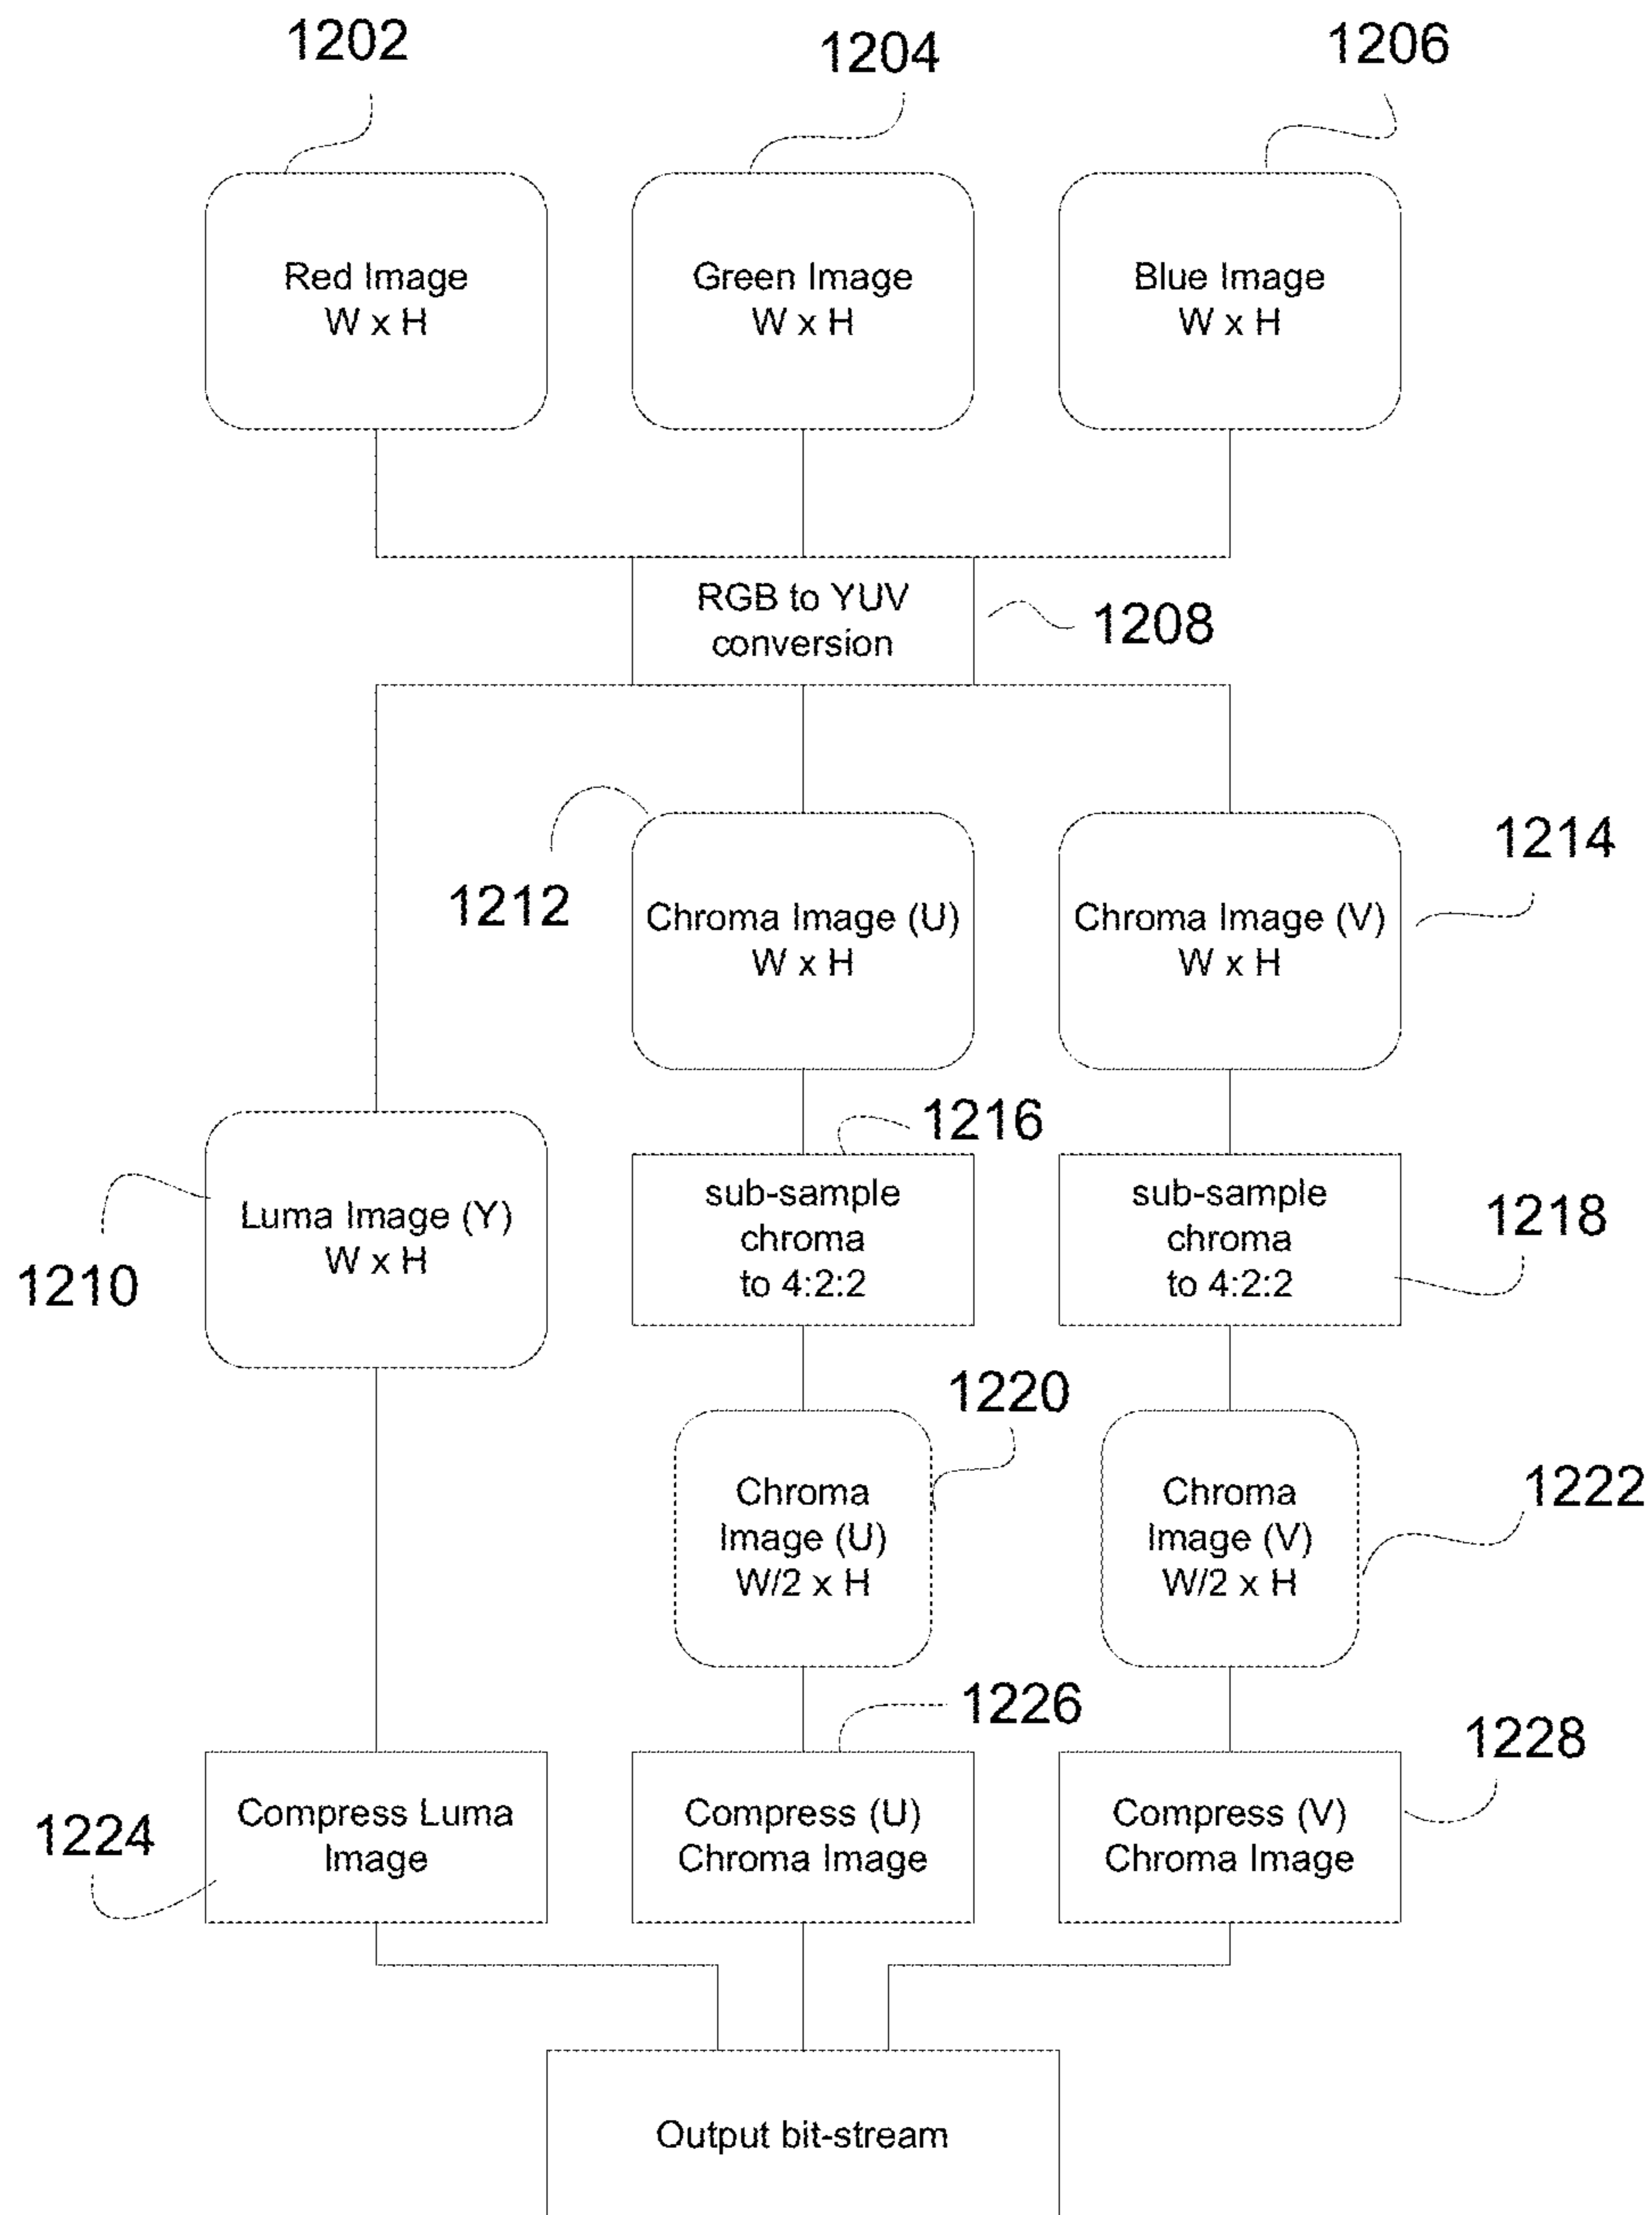 1202
1204
1206
Red Image
W x H
Green Image
W x H
Blue Image
W x H
RGB to YUV
conversion
1208
1212
Chroma Image (U)
W x H
Chroma Image (V)
W x H
1214
1210
Luma Image (Y)
W x H
1216
sub-sample
chroma
to 4:2:2
sub-sample
chroma
to 4:2:2
1218
1220
Chroma
Image (U)
W/2 x H
Chroma
Image (V)
W/2 x H
1222
1224
Compress Luma
Image
1226
Compress (U)
Chroma Image
Compress (V)
Chroma Image
1228
Output bit-stream